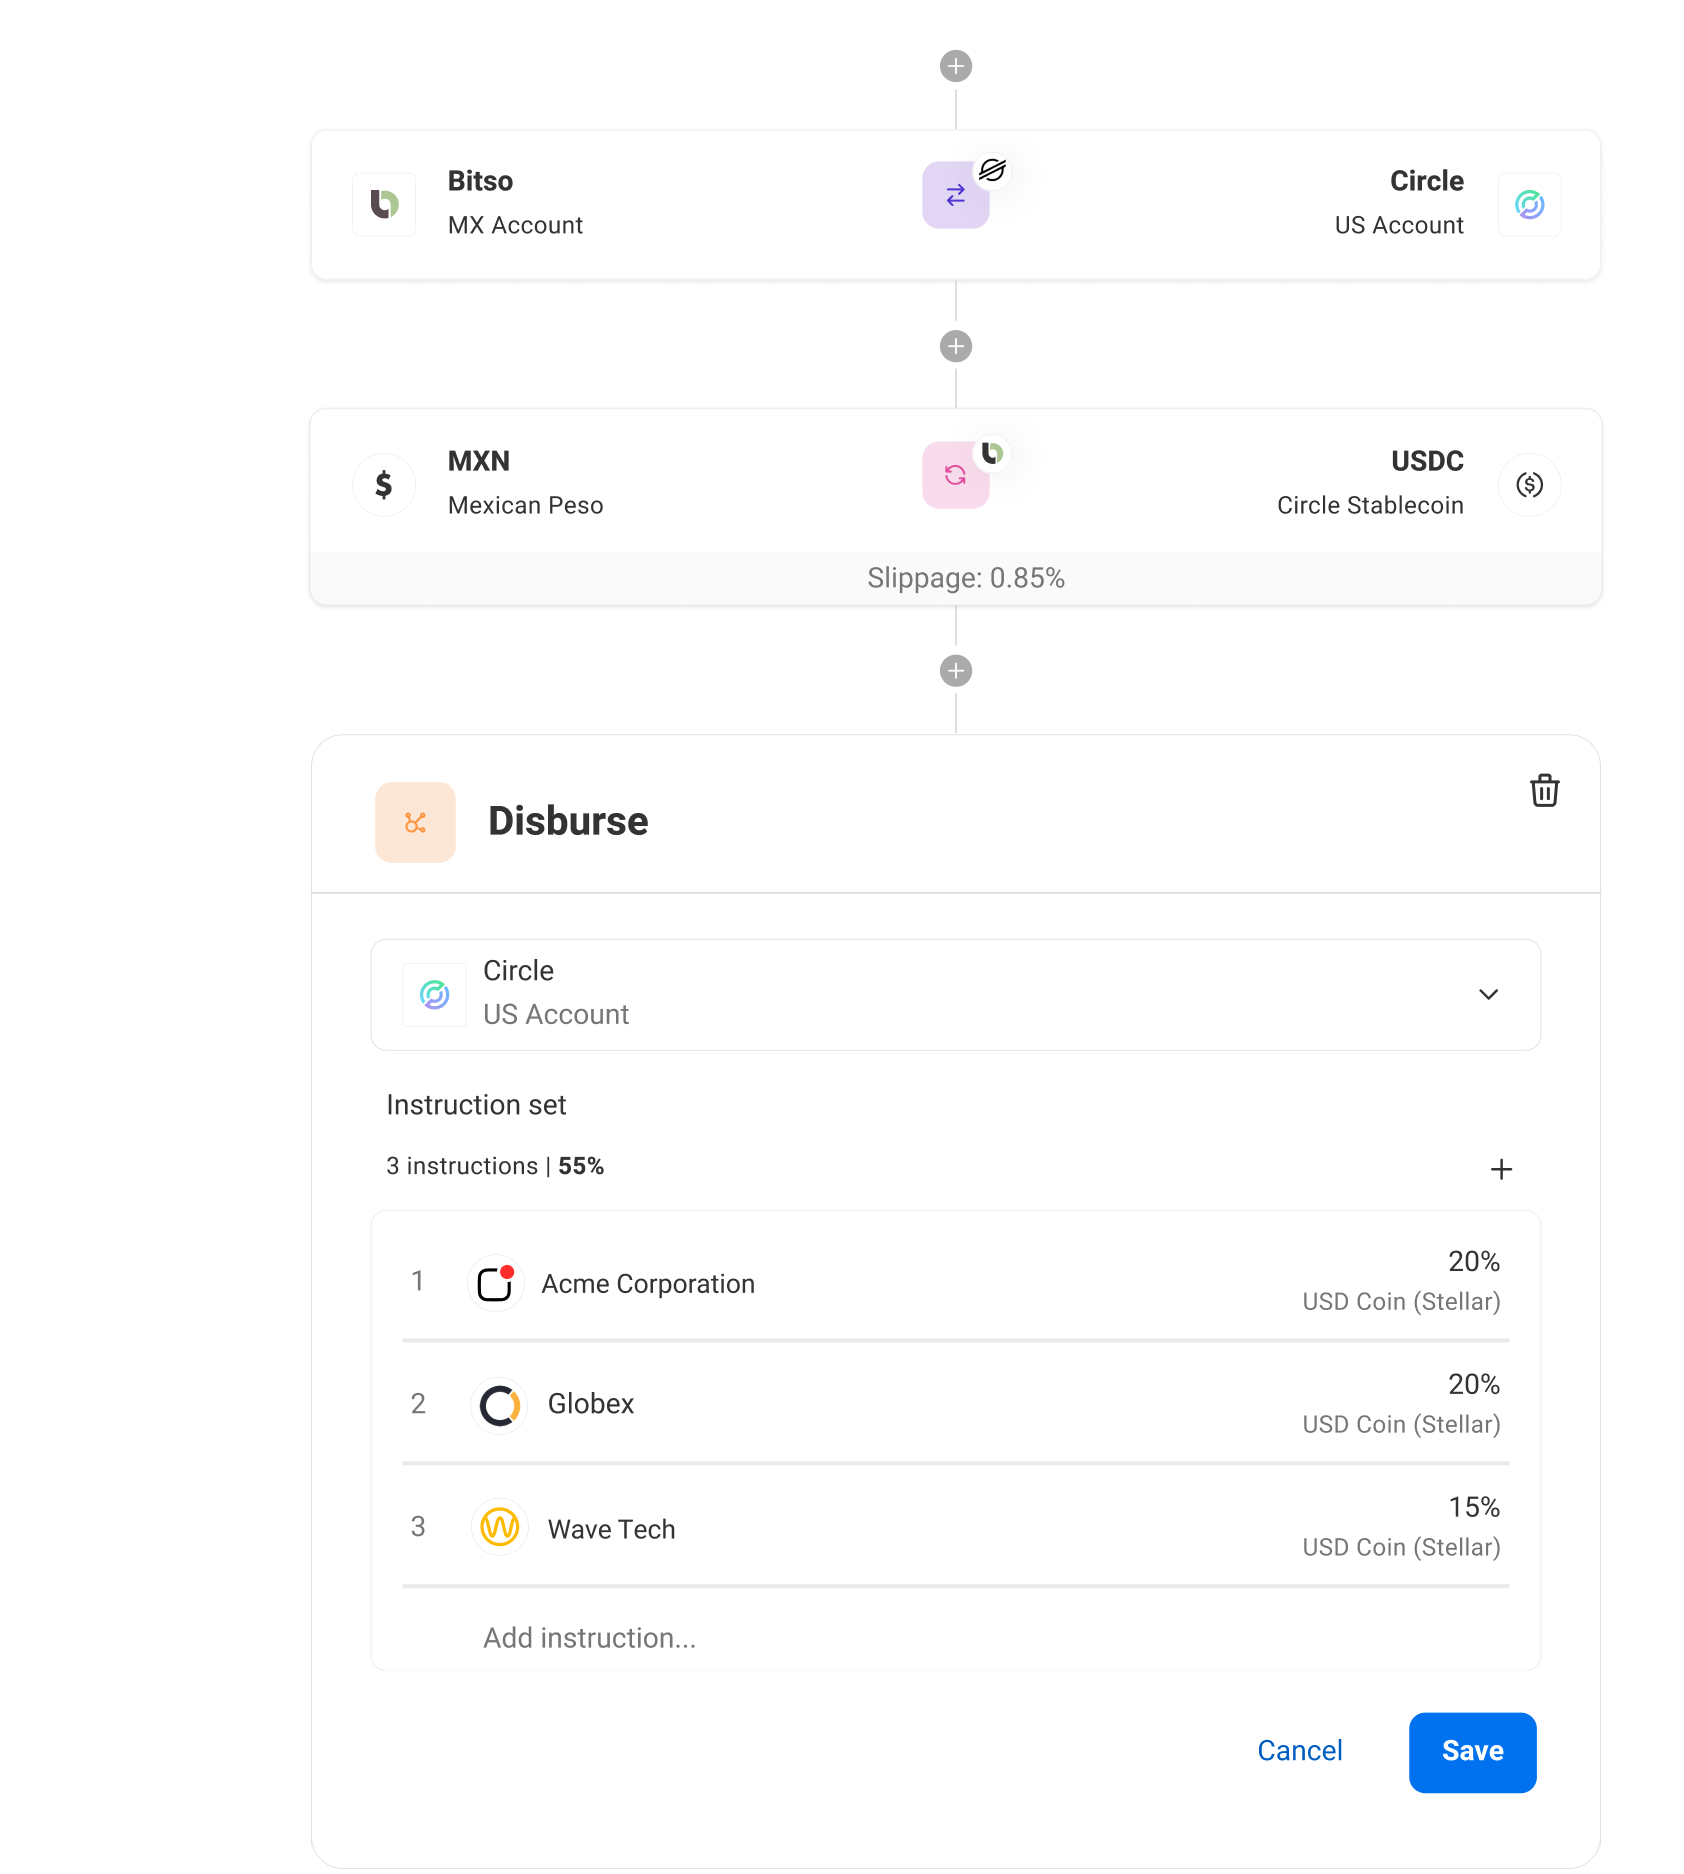 Bitso
MX Account
Circle
US Account
MXN
Mexican Peso
USDC
Circle Stablecoin
Slippage: 0.85%
Disburse
Circle
US Account
Instruction set
3 instructions | 55%
1
Acme Corporation
20%
USD Coin (Stellar)
2
Globex
20%
USD Coin (Stellar)
3
Wave Tech
15%
USD Coin (Stellar)
Add instruction...
Cancel
Save